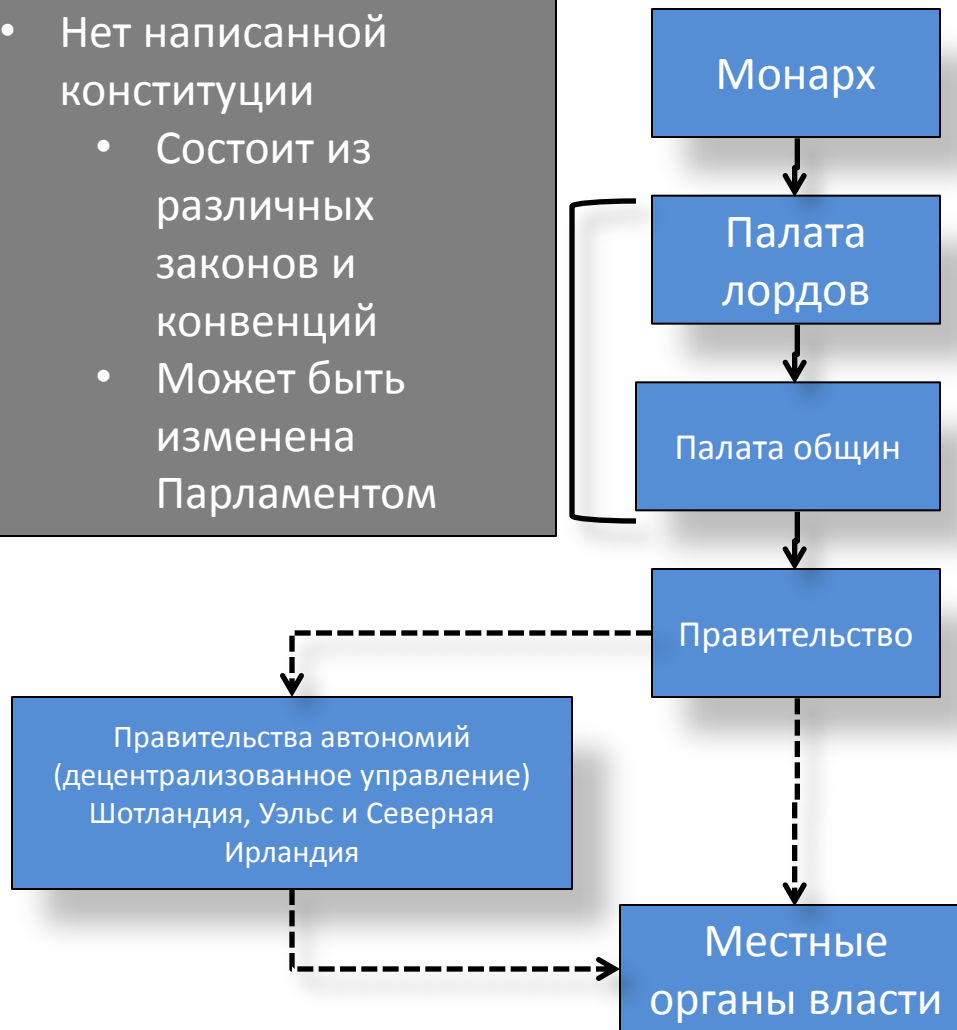 • Нет написанной
конституции
• Состоит из
различных
законов и
конвенций
• Может быть
изменена
Парламентом
Монарх
Палата
лордов
Палата общин
Правительство
Правительства автономий
(децентрализованное управление)
Шотландия, Уэльс и Северная
Ирландия
Местные
органы власти